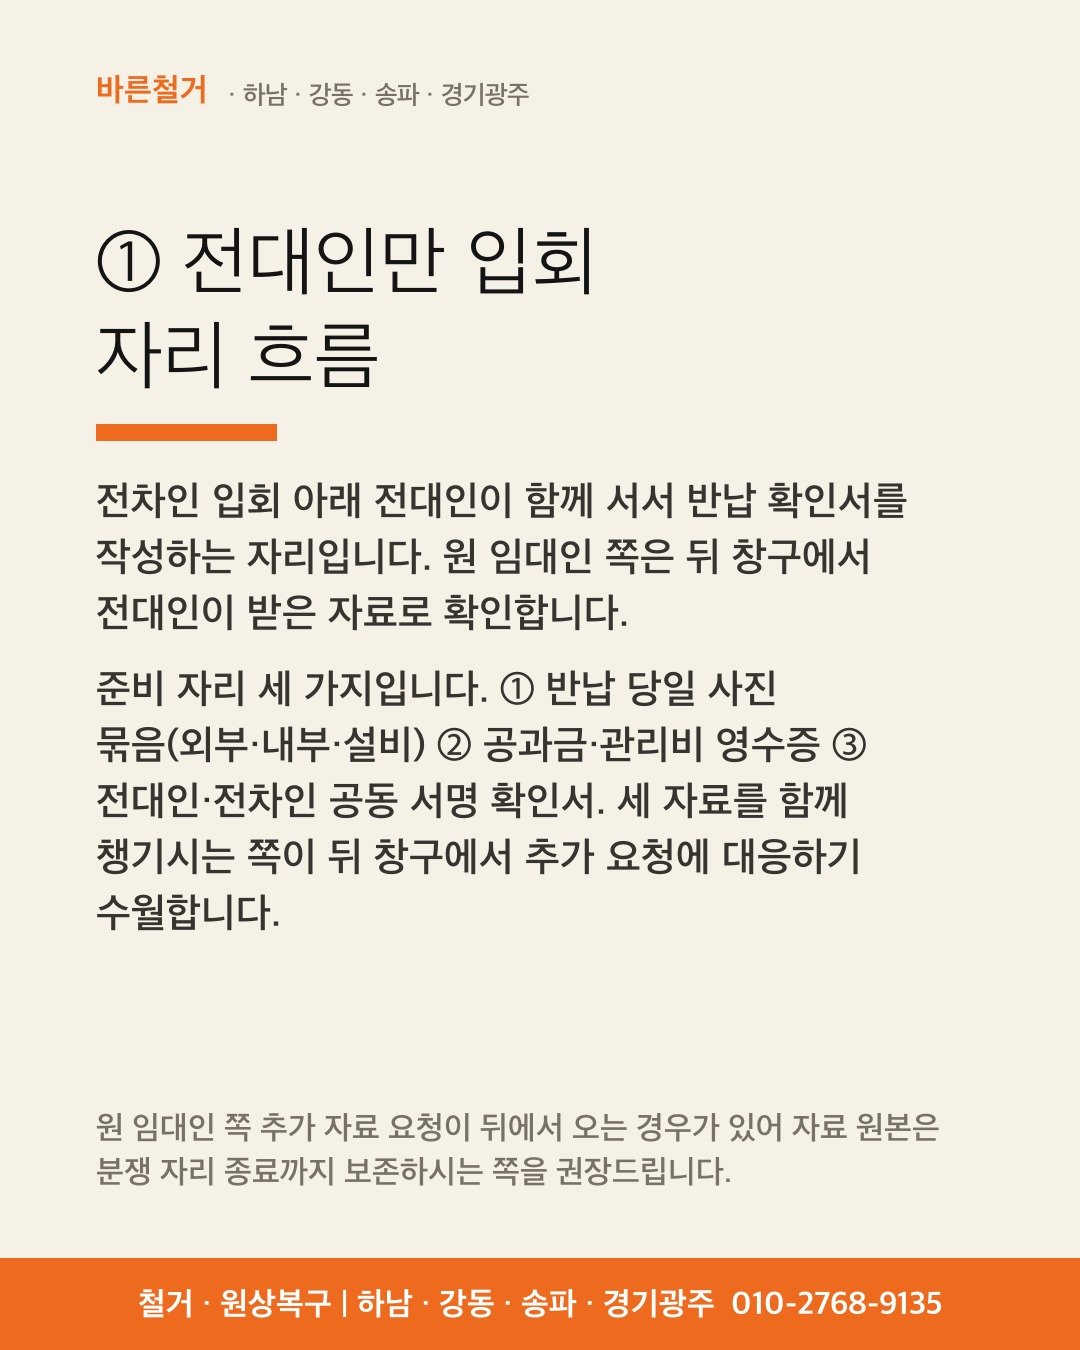 바른철거 · 하남 · 강동 · 송파 · 경기광주
① 전대인만 입회
자리 흐름
전차인 입회 아래 전대인이 함께 서서 반납 확인서를
작성하는 자리입니다. 원 임대인 쪽은 뒤 창구에서
전대인이 받은 자료로 확인합니다.
준비 자리 세 가지입니다. ① 반납 당일 사진
묶음(외부·내부·설비) ② 공과금·관리비 영수증 ③
전대인·전차인 공동 서명 확인서. 세 자료를 함께
챙기시는 쪽이 뒤 창구에서 추가 요청에 대응하기
수월합니다.
원 임대인 쪽 추가 자료 요청이 뒤에서 오는 경우가 있어 자료 원본은
분쟁 자리 종료까지 보존하시는 쪽을 권장드립니다.
철거 · 원상복구 | 하남 · 강동 · 송파 · 경기광주 010-2768-9135